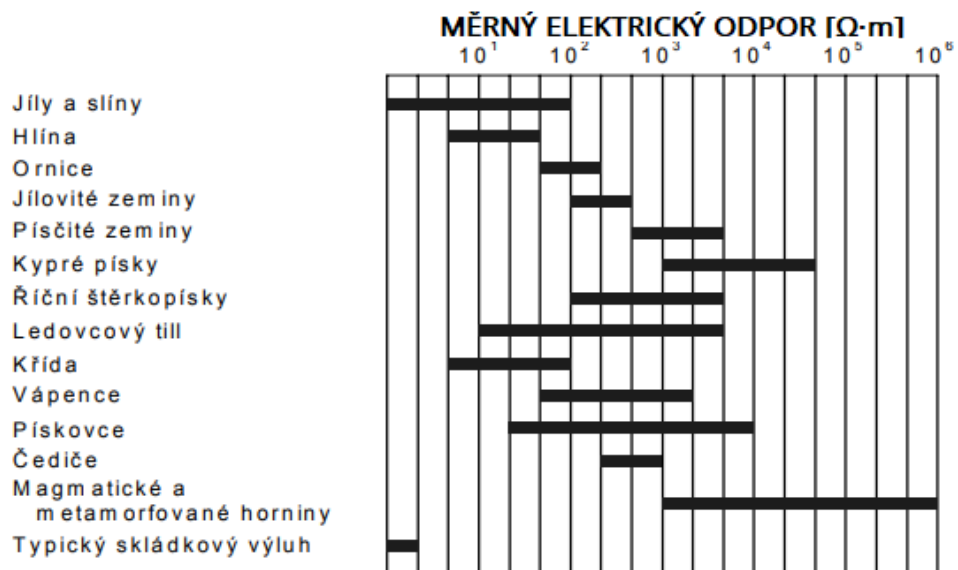 MĚRNÝ ELEKTRICKÝ ODPOR [Ω·m]
10¹ 10² 10³ 10⁴ 10⁵ 10⁶
Jíly a slíny
Hlína
Ornice
Jílovité zeminy
Písčité zeminy
Kypré písky
Říční štěrkopísky
Ledovcový till
Křída
Vápence
Pískovce
Čediče
Magmatické a
metamorfované horniny
Typický skládkový výluh